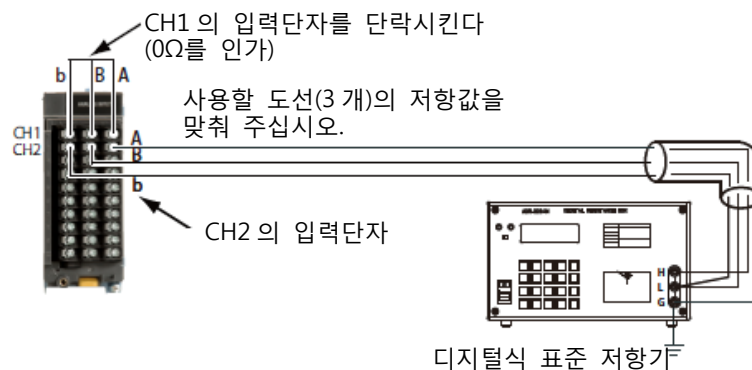 CH1 의 입력단자를 단락시킨다
(0Ω를 인가)
b B A
사용할 도선(3 개)의 저항값을
맞춰 주십시오.
CH1
CH2
A
B
b
CH2 의 입력단자
H
L
G
디지털식 표준 저항기